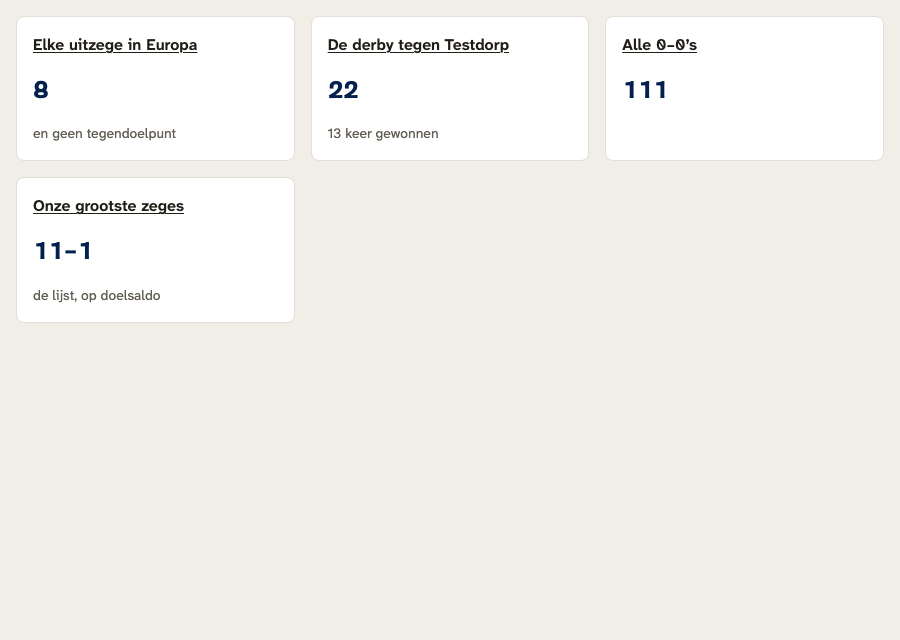 Elke uitzege in Europa
8
en geen tegendoelpunt
De derby tegen Testdorp
22
13 keer gewonnen
Alle 0–0’s
111
Onze grootste zeges
11–1
de lijst, op doelsaldo